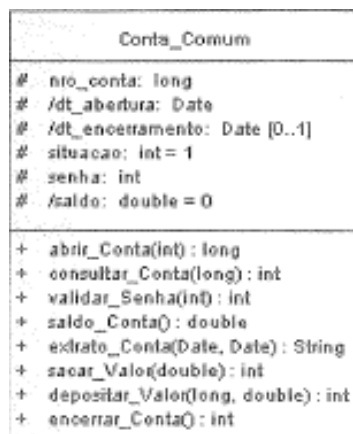 Conta_Comum
# nro_conta: long
# /dt_abertura: Date
# /dt_encerramento: Date [0..1]
# situacao: int = 1
# senha: int
# /saldo: double = 0
+ abrir_Conta(int) : long
+ consultar_Conta(long) : int
+ validar_Senha(int) : int
+ saldo_Conta() : double
+ extrato_Conta(Date, Date) : String
+ sacar_Valor(double) : int
+ depositar_Valor(long, double) : int
+ encerrar_Conta() : int